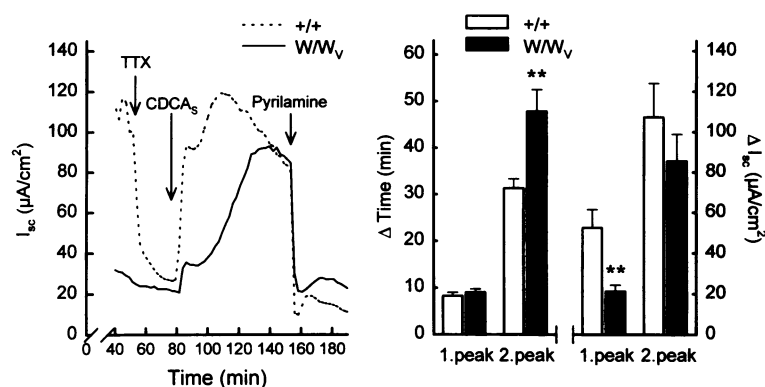 +/+
W/Wv
TTX
CDCAs
Pyrilamine
Isc (µA/cm2)
140
120
100
80
60
40
20
0
0 40 60 80 100 120 140 160 180
Time (min)
+/+
W/Wv
Δ Time (min)
60
50
40
30
20
10
0
**
**
1.peak 2.peak 1.peak 2.peak
140
120
100
80
60
40
20
0
Δ Isc (µA/cm2)